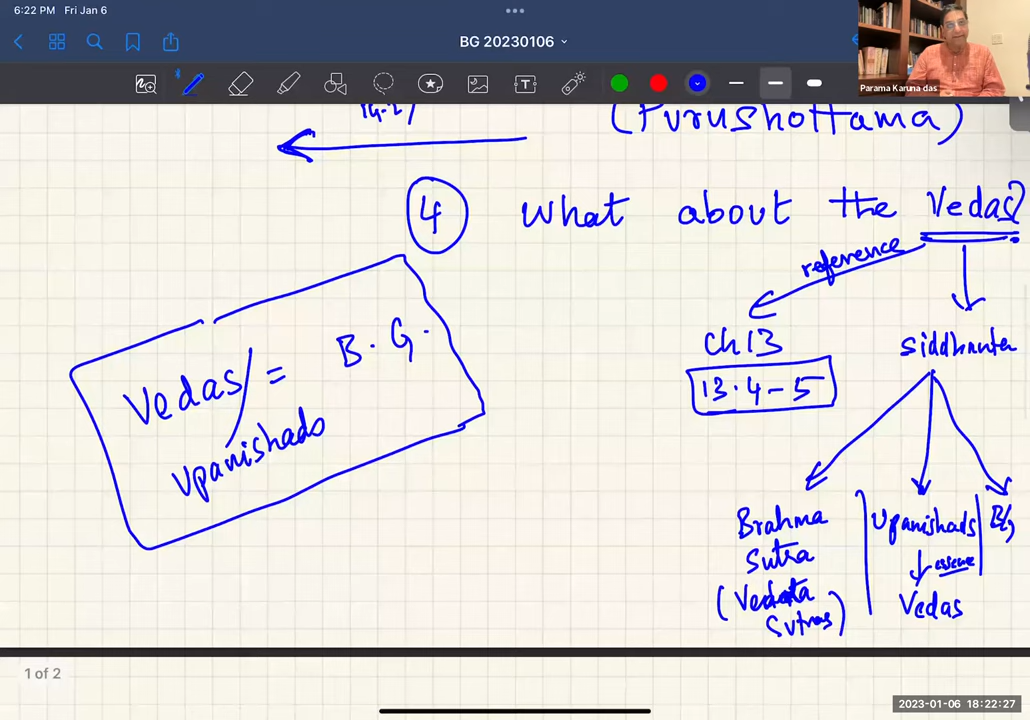 6:22 PM Fri Jan 6
BG 20230106
Parama Karuna das
(Purushottama)
4 What about the Vedas?
reference
Ch 13
siddhanta
13.4-5
Vedas/ = B.G.
Upanishads
Brahma
Sutra
(Vedata
Sutras)
Upanishads
essence
Vedas
BG
1 of 2
2023-01-06 18:22:27